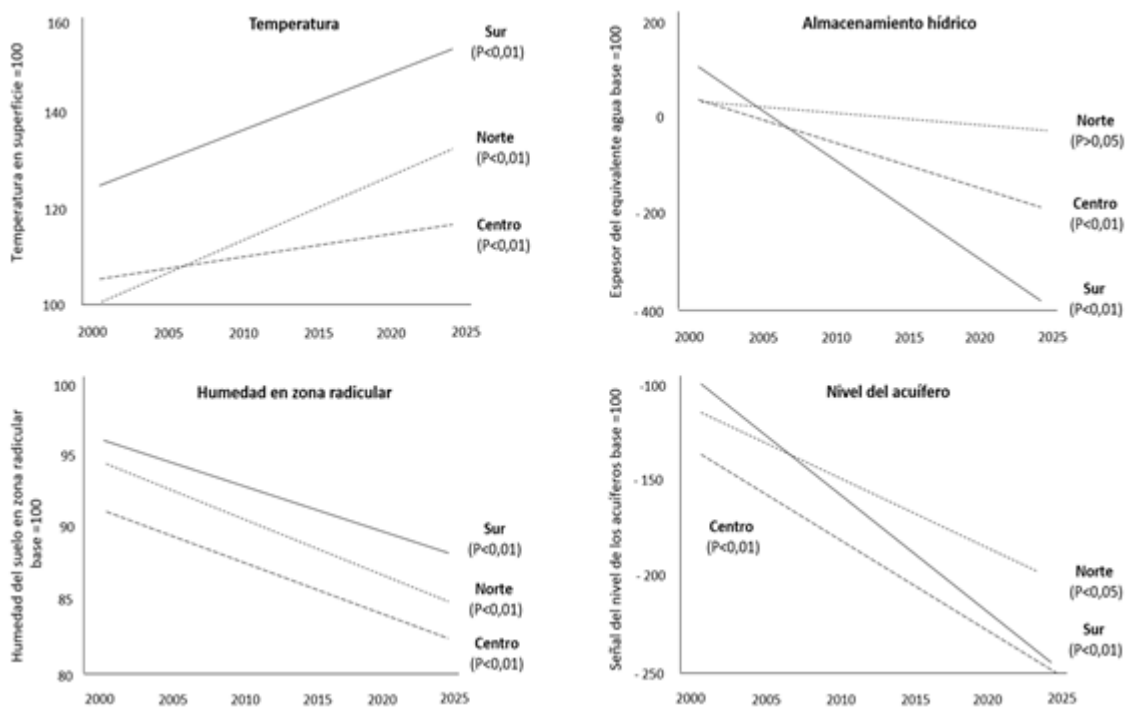 Temperatura
Temperatura en superficie =100
160
140
120
100
Sur
(P<0,01)
Norte
(P<0,01)
Centro
(P<0,01)
2000
2005
2010
2015
2020
2025
Almacenamiento hídrico
Espesor del equivalente agua base =100
200
0
- 200
- 400
Norte
(P>0,05)
Centro
(P<0,01)
Sur
(P<0,01)
2000
2005
2010
2015
2020
2025
Humedad en zona radicular
Humedad del suelo en zona radicular
base =100
100
95
90
85
80
Sur
(P<0,01)
Norte
(P<0,01)
Centro
(P<0,01)
2000
2005
2010
2015
2020
2025
Nivel del acuífero
Señal del nivel de los acuíferos base =100
-100
- 150
- 200
- 250
Centro
(P<0,01)
Norte
(P<0,05)
Sur
(P<0,01)
2000
2005
2010
2015
2020
2025